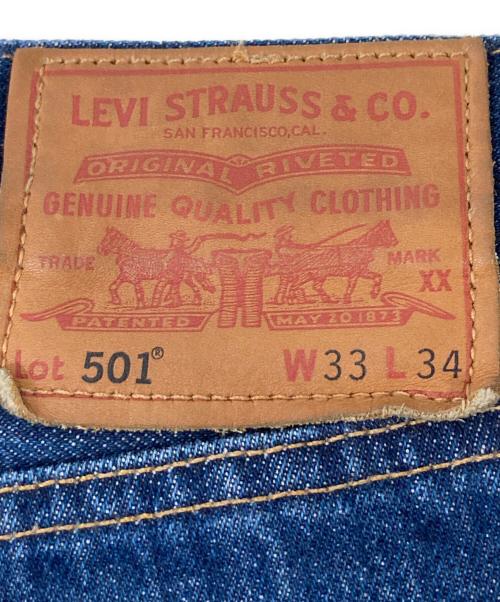 LEVI STRAUSS & CO.
SAN FRANCISCO, CAL.
ORIGINAL RIVETED
GENUINE QUALITY CLOTHING
TRADE MARK
XX
PATENTED MAY 20 1873
Lot 501® W33 L34